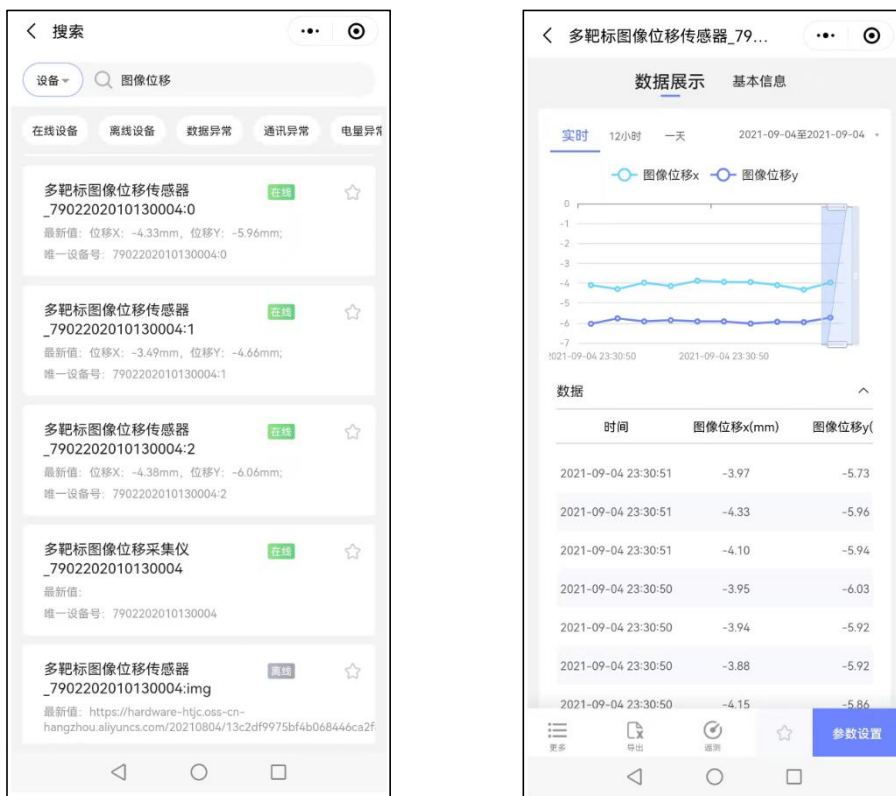 搜索
设备
图像位移
在线设备
离线设备
数据异常
通讯异常
电量异常
多靶标图像位移传感器
_7902202010130004:0
在线
最新值: 位移X: -4.33mm, 位移Y: -5.96mm;
唯一设备号: 7902202010130004:0
多靶标图像位移传感器
_7902202010130004:1
在线
最新值: 位移X: -3.49mm, 位移Y: -4.66mm;
唯一设备号: 7902202010130004:1
多靶标图像位移传感器
_7902202010130004:2
在线
最新值: 位移X: -4.38mm, 位移Y: -6.06mm;
唯一设备号: 7902202010130004:2
多靶标图像位移采集仪
_7902202010130004
在线
最新值:
唯一设备号: 7902202010130004
多靶标图像位移传感器
_7902202010130004:img
离线
最新值: https://hardware-htjc.oss-cn-
hangzhou.aliyuncs.com/20210804/13c2df9975bf4b068446ca2f
多靶标图像位移传感器_79...
数据展示
基本信息
实时
12小时
一天
2021-09-04至2021-09-04
图像位移x
图像位移y
0
-1
-2
-3
-4
-5
-6
-7
2021-09-04 23:30:50
2021-09-04 23:30:50
数据
时间 图像位移x(mm) 图像位移y(
2021-09-04 23:30:51 -3.97 -5.73
2021-09-04 23:30:51 -4.33 -5.96
2021-09-04 23:30:51 -4.10 -5.94
2021-09-04 23:30:50 -3.95 -6.03
2021-09-04 23:30:50 -3.94 -5.92
2021-09-04 23:30:50 -3.88 -5.92
2021-09-04 23:30:50 -4.15 -5.86
更多
导出
遥测
参数设置